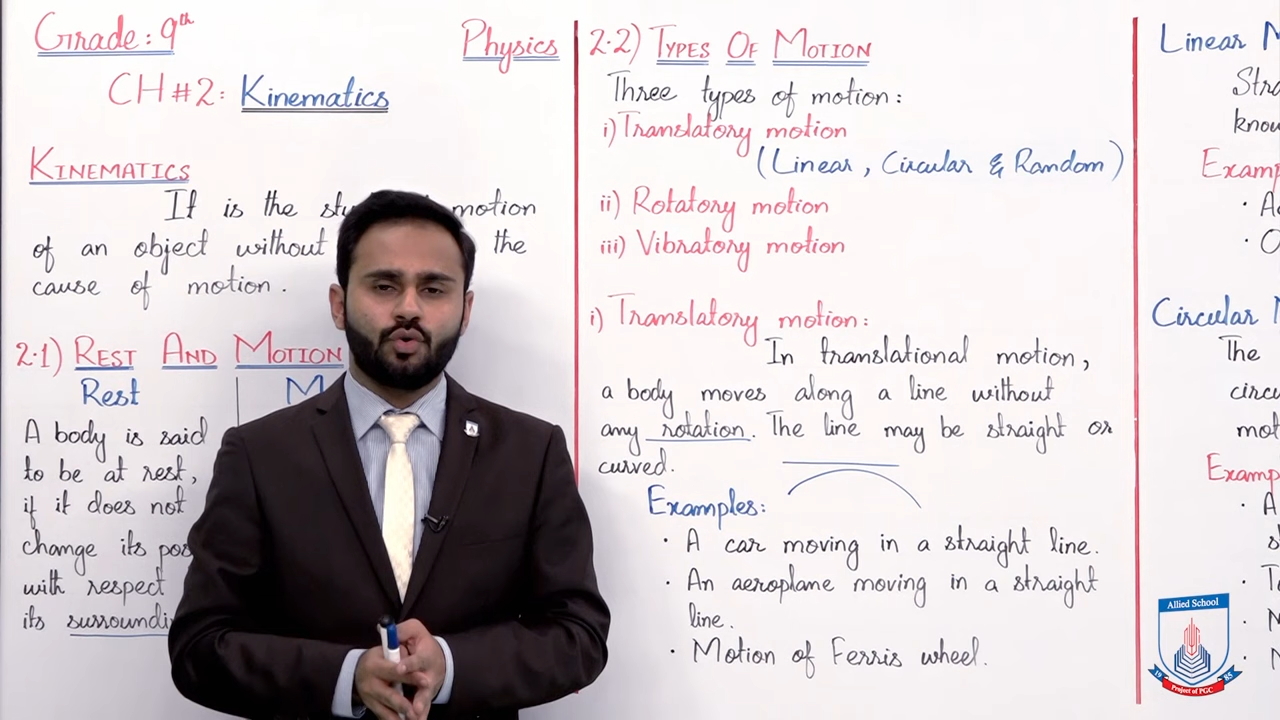 Grade: 9th
Physics
CH # 2: Kinematics
KINEMATICS
It is the motion
of an object without the
cause of motion.
2.1) REST AND MOTION
Rest
A body is said
to be at rest,
if it does not
change its
with respect
its
2.2) TYPES OF MOTION
Three types of motion:
i) Translatory motion
(Linear, Circular & Random)
ii) Rotatory motion
iii) Vibratory motion
i) Translatory motion:
In translational motion,
a body moves along a line without
any rotation. The line may be straight or
curved.
Examples:
· A car moving in a straight line.
· An aeroplane moving in a straight
line.
· Motion of Ferris wheel.
Linear
Circular
The
Allied School
1985
Project of PGC